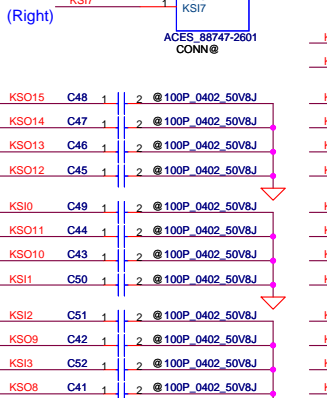 KSI7 1 KSI7
(Right)
ACES_88747-2601
CONN@
KSO15 C48 1 2 @100P_0402_50V8J
KSO14 C47 1 2 @100P_0402_50V8J
KSO13 C46 1 2 @100P_0402_50V8J
KSO12 C45 1 2 @100P_0402_50V8J
KSI0 C49 1 2 @100P_0402_50V8J
KSO11 C44 1 2 @100P_0402_50V8J
KSO10 C43 1 2 @100P_0402_50V8J
KSI1 C50 1 2 @100P_0402_50V8J
KSI2 C51 1 2 @100P_0402_50V8J
KSO9 C42 1 2 @100P_0402_50V8J
KSI3 C52 1 2 @100P_0402_50V8J
KSO8 C41 1 2 @100P_0402_50V8J